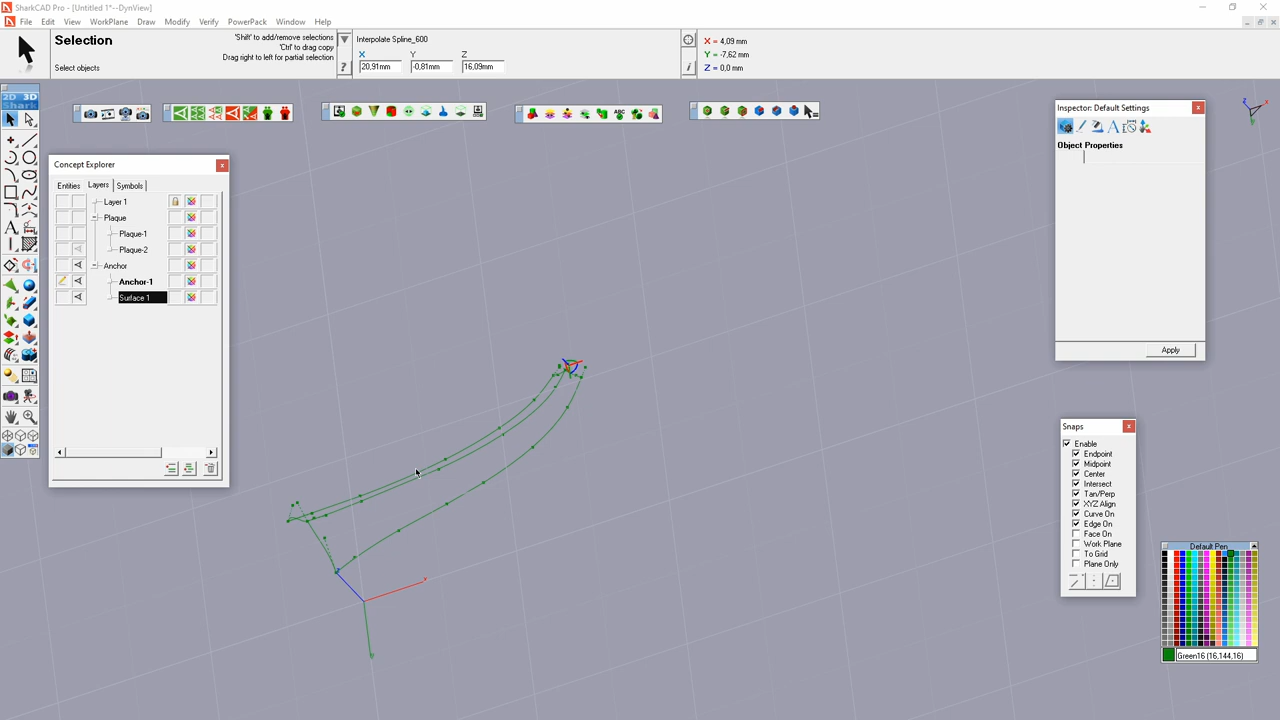 SharkCAD Pro - [Untitled 1*--DynView]
File Edit View WorkPlane Draw Modify Verify PowerPack Window Help
Selection
Select objects
'Shift' to add/remove selections
'Ctrl' to drag copy
Drag right to left for partial selection
Interpolate Spline_600
X Y Z
20,91mm -0,81mm 16,09mm
X = 4,09 mm
Y = -7,62 mm
Z = 0,0 mm
2D 3D
Shark
ABC
Concept Explorer
Entities Layers Symbols
Layer 1
Plaque
Plaque-1
Plaque-2
Anchor
Anchor-1
Surface 1
Inspector: Default Settings
Object Properties
Apply
Snaps
Enable
Endpoint
Midpoint
Center
Intersect
Tan/Perp
XYZ Align
Curve On
Edge On
Face On
Work Plane
To Grid
Plane Only
Default Pen
Green16 (16,144,16)